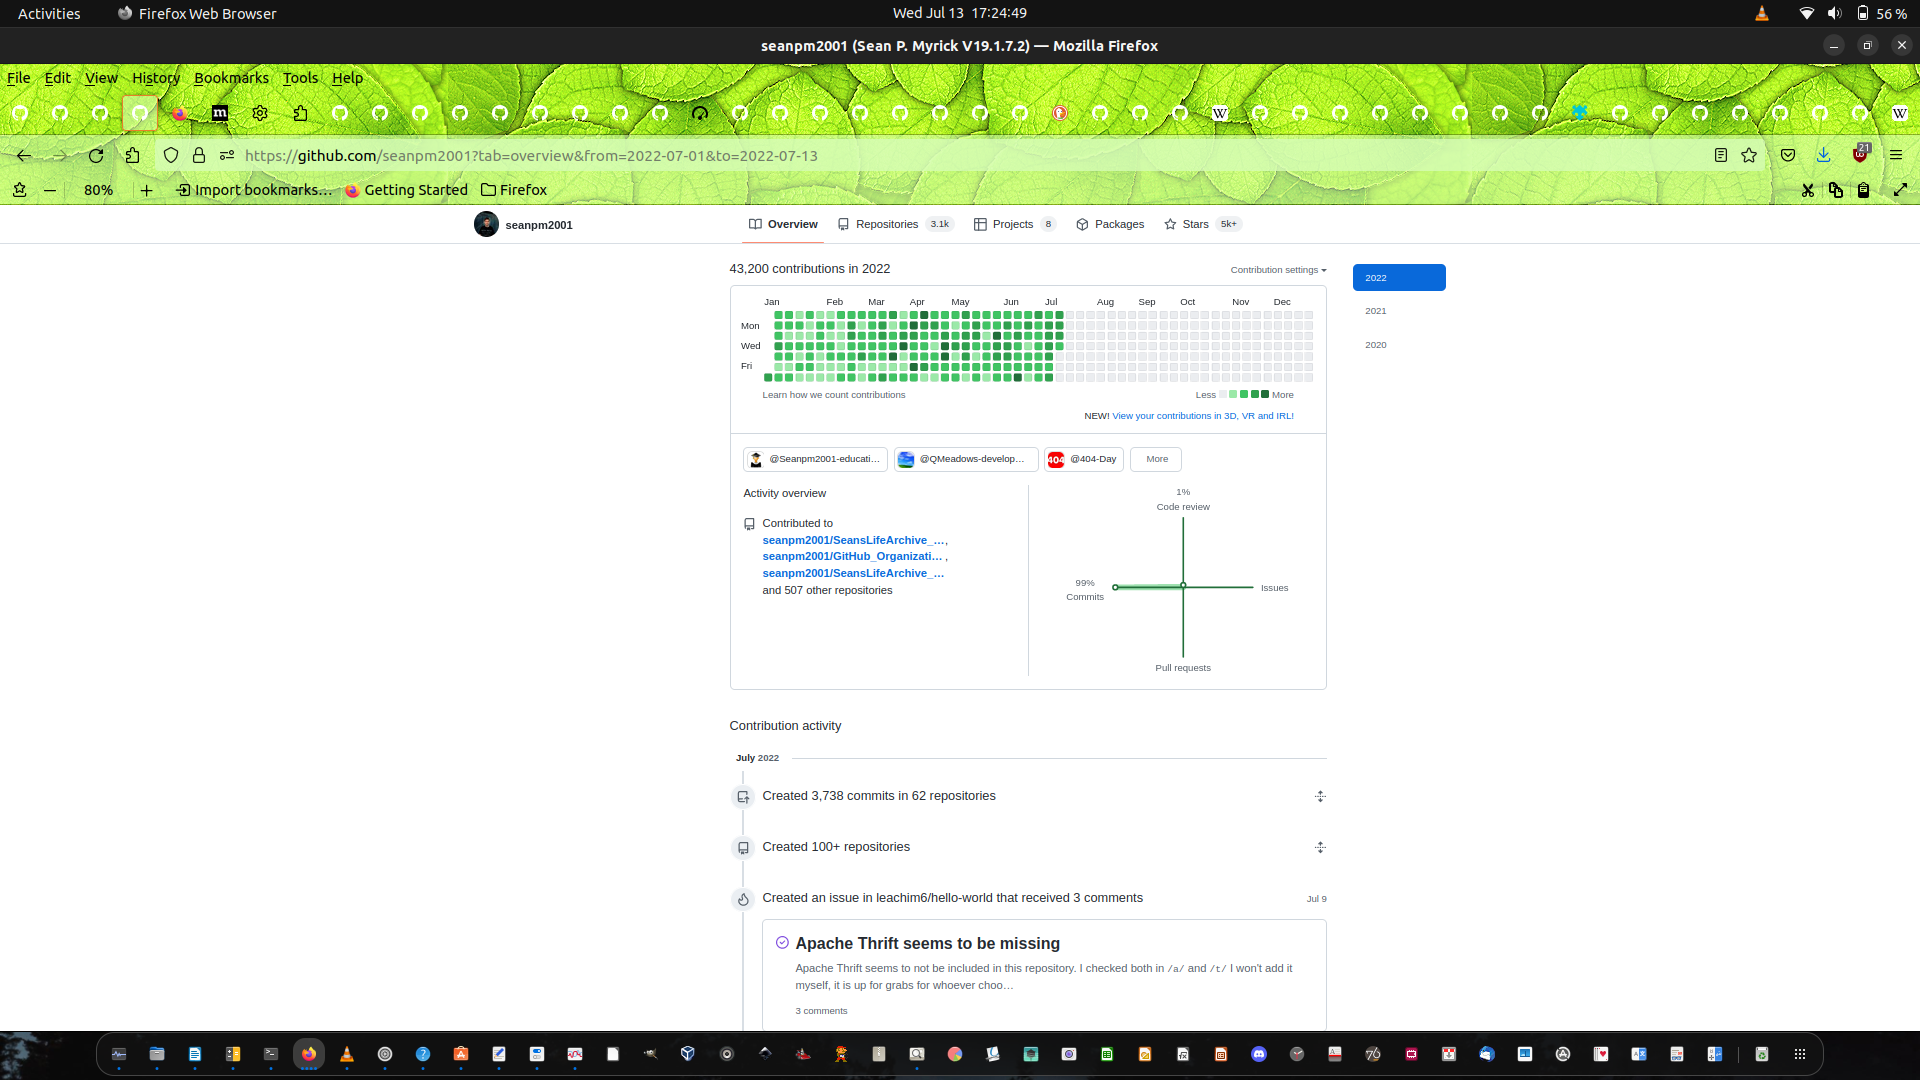 Activities
Firefox Web Browser
Wed Jul 13 17:24:49
56 %
seanpm2001 (Sean P. Myrick V19.1.7.2) — Mozilla Firefox
File Edit View History Bookmarks Tools Help
https://github.com/seanpm2001?tab=overview&from=2022-07-01&to=2022-07-13
21
80%
Import bookmarks…
Getting Started
Firefox
seanpm2001
Overview
Repositories 3.1k
Projects 8
Packages
Stars 5k+
43,200 contributions in 2022
Contribution settings
2022
2021
2020
Jan Feb Mar Apr May Jun Jul Aug Sep Oct Nov Dec
Mon
Wed
Fri
Learn how we count contributions
Less More
NEW! View your contributions in 3D, VR and IRL!
@Seanpm2001-educati…
@QMeadows-develop…
404 @404-Day
More
Activity overview
Contributed to
seanpm2001/SeansLifeArchive_…,
seanpm2001/GitHub_Organizati… ,
seanpm2001/SeansLifeArchive_…
and 507 other repositories
1%
Code review
99%
Commits
Issues
Pull requests
Contribution activity
July 2022
Created 3,738 commits in 62 repositories
Created 100+ repositories
Created an issue in leachim6/hello-world that received 3 comments
Jul 9
Apache Thrift seems to be missing
Apache Thrift seems to not be included in this repository. I checked both in /a/ and /t/ I won't add it
myself, it is up for grabs for whoever choo…
3 comments